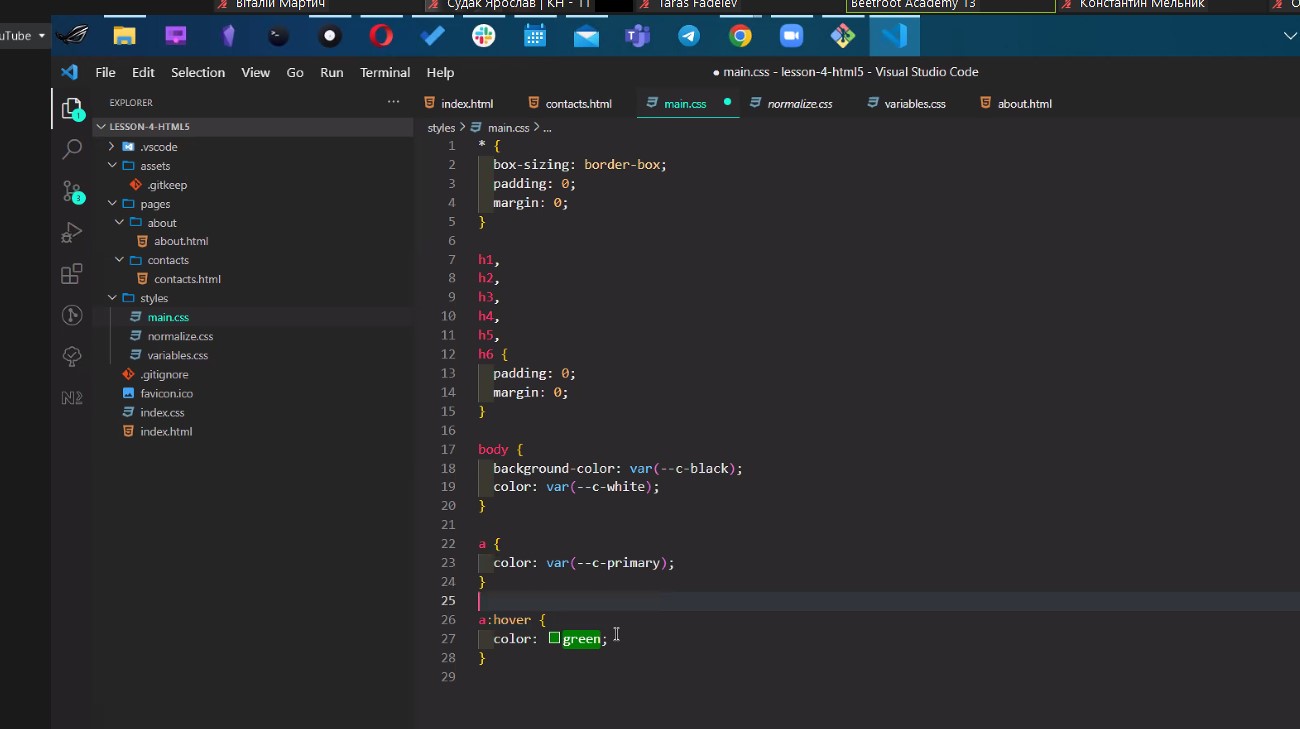 Віталій Мартич
Судак Ярослав | КН - 11
Taras Fadeiev
Beetroot Academy 13
Константин Мельник
uTube
File Edit Selection View Go Run Terminal Help
● main.css - lesson-4-html5 - Visual Studio Code
EXPLORER ...
index.html contacts.html main.css normalize.css variables.css about.html
LESSON-4-HTML5
.vscode
assets
.gitkeep
pages
about
about.html
contacts
contacts.html
styles
main.css
normalize.css
variables.css
.gitignore
favicon.ico
index.css
index.html
1
3
N2
styles > main.css > ...
1 * {
2 box-sizing: border-box;
3 padding: 0;
4 margin: 0;
5 }
6
7 h1,
8 h2,
9 h3,
10 h4,
11 h5,
12 h6 {
13 padding: 0;
14 margin: 0;
15 }
16
17 body {
18 background-color: var(--c-black);
19 color: var(--c-white);
20 }
21
22 a {
23 color: var(--c-primary);
24 }
25
26 a:hover {
27 color: green;
28 }
29